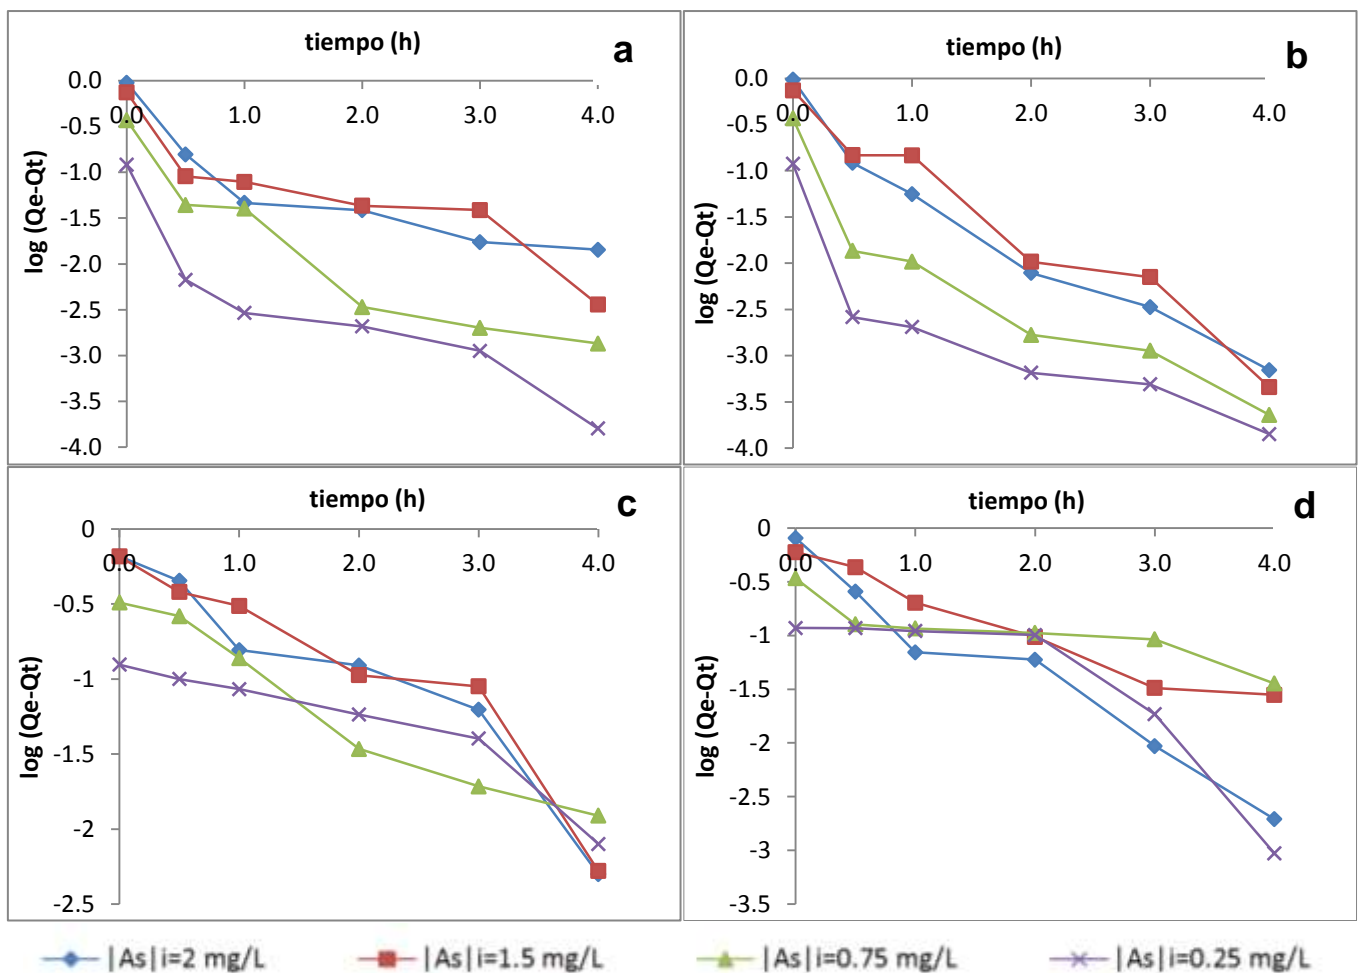 tiempo (h)
a
0.0
0.0 1.0 2.0 3.0 4.0
-0.5
-1.0
-1.5
-2.0
-2.5
-3.0
-3.5
-4.0
log (Qe-Qt)
tiempo (h)
b
0.0
0.0 1.0 2.0 3.0 4.0
-0.5
-1.0
-1.5
-2.0
-2.5
-3.0
-3.5
-4.0
log (Qe-Qt)
tiempo (h)
c
0
0.0 1.0 2.0 3.0 4.0
-0.5
-1
-1.5
-2
-2.5
log (Qe-Qt)
tiempo (h)
d
0
0.0 1.0 2.0 3.0 4.0
-0.5
-1
-1.5
-2
-2.5
-3
-3.5
log (Qe-Qt)
|As|i=2 mg/L |As|i=1.5 mg/L |As|i=0.75 mg/L |As|i=0.25 mg/L